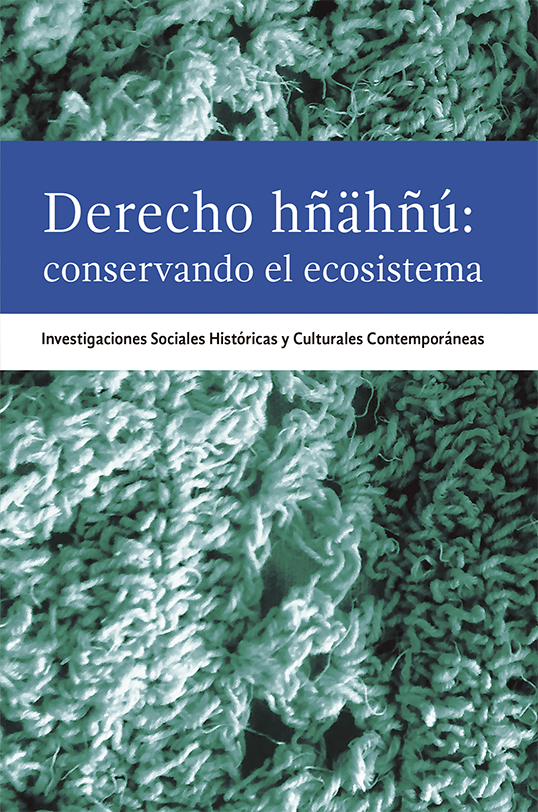 Derecho hñähñú:
conservando el ecosistema
Investigaciones Sociales Históricas y Culturales Contemporáneas